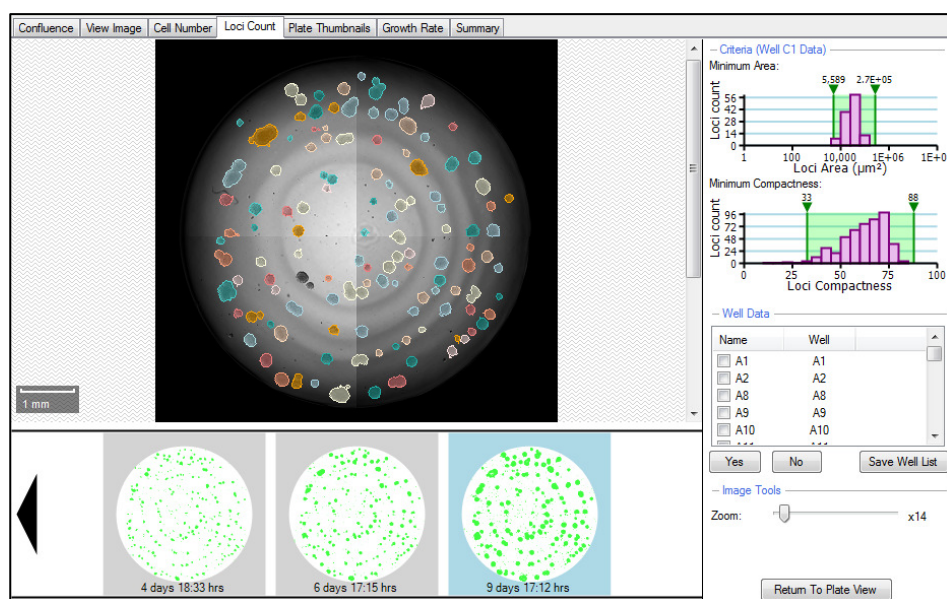 Confluence View Image Cell Number Loci Count Plate Thumbnails Growth Rate Summary
1 mm
4 days 18:33 hrs 6 days 17:15 hrs 9 days 17:12 hrs
Criteria (Well C1 Data)
Minimum Area:
5,589 2.7E+05
Loci count
56
42
28
14
0
1 100 10,000 1E+06 1E+0
Loci Area (µm²)
Minimum Compactness:
33 88
Loci count
96
72
48
24
0
0 25 50 75 100
Loci Compactness
Well Data
Name Well
A1 A1
A2 A2
A8 A8
A9 A9
A10 A10
A11 A11
Yes No Save Well List
Image Tools
Zoom: x14
Return To Plate View